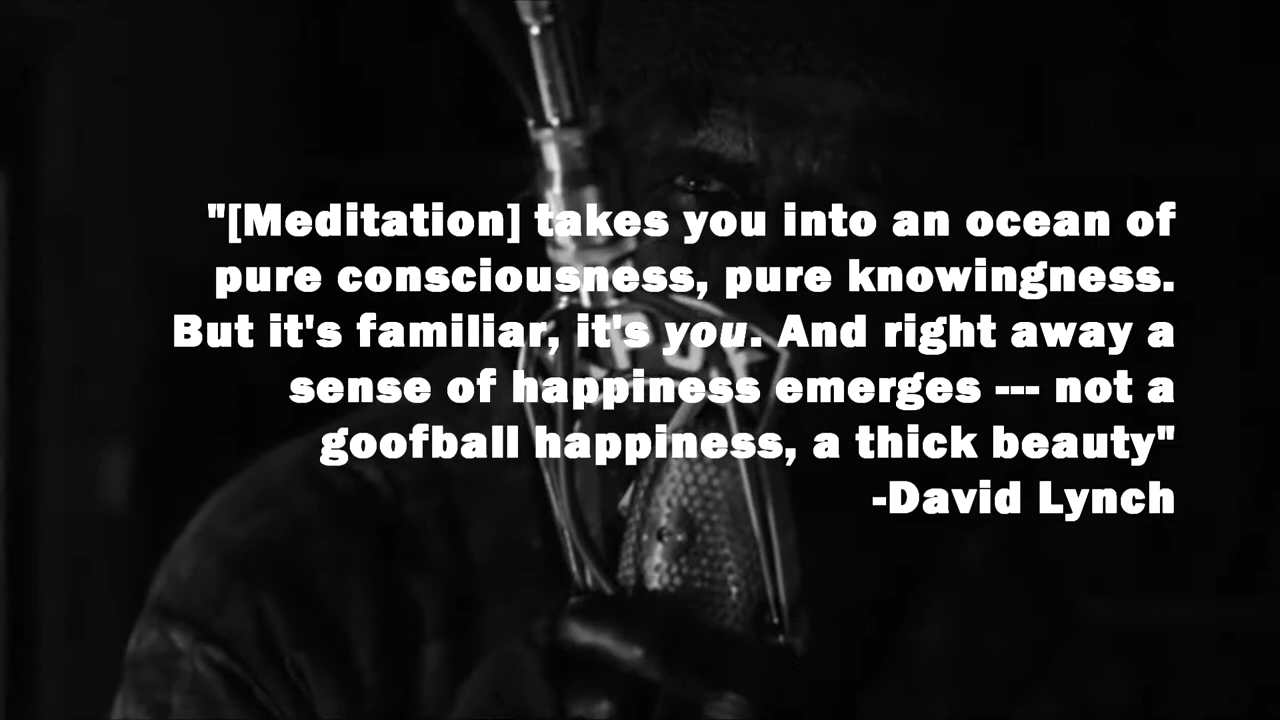 "[Meditation] takes you into an ocean of
pure consciousness, pure knowingness.
But it's familiar, it's you. And right away a
sense of happiness emerges --- not a
goofball happiness, a thick beauty"
-David Lynch